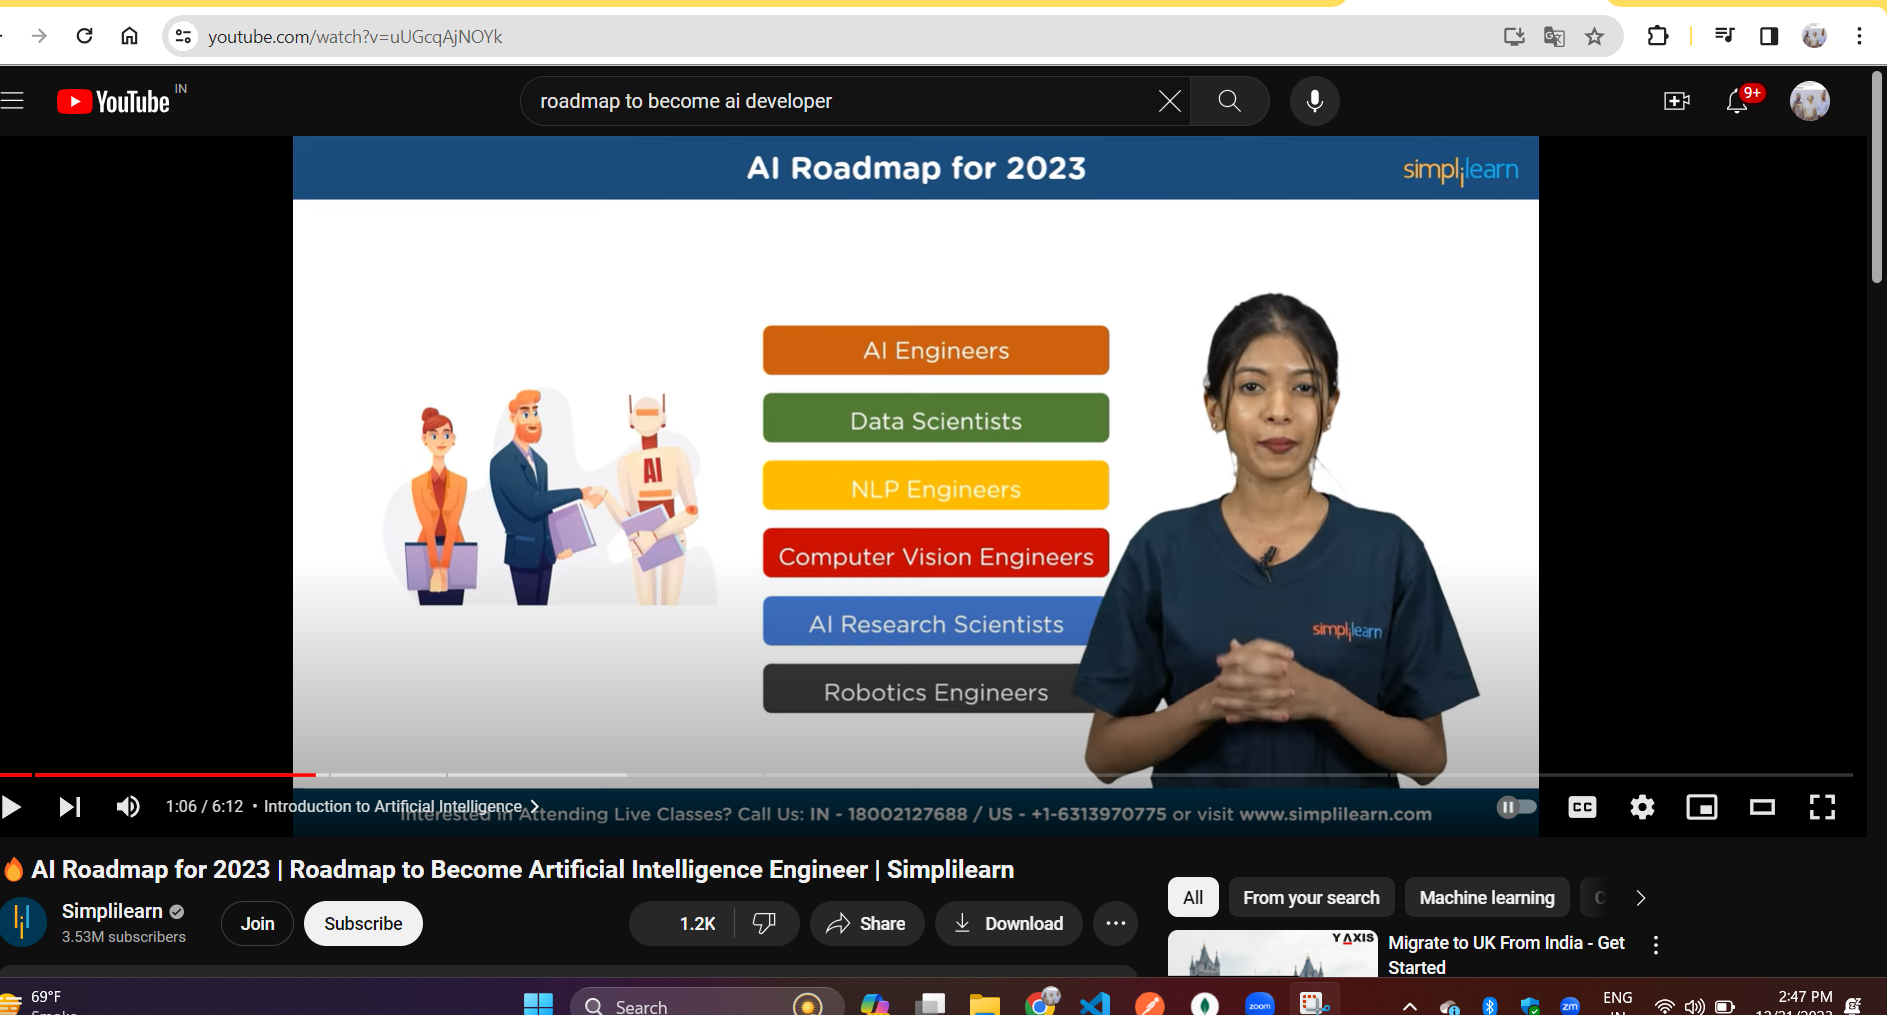 youtube.com/watch?v=uUGcqAjNOYk
YouTube IN
roadmap to become ai developer
9+
AI Roadmap for 2023
simplilearn
AI Engineers
Data Scientists
NLP Engineers
Computer Vision Engineers
AI Research Scientists
Robotics Engineers
AI
simplilearn
1:06 / 6:12 • Introduction to Artificial Intelligence
Interested in Attending Live Classes? Call Us: IN - 18002127688 / US - +1-6313970775 or visit www.simplilearn.com
CC
AI Roadmap for 2023 | Roadmap to Become Artificial Intelligence Engineer | Simplilearn
Simplilearn
3.53M subscribers
Join
Subscribe
1.2K
Share
Download
All
From your search
Machine learning
Y AXIS
Migrate to UK From India - Get
Started
69°F
Search
zoom
zm
ENG
IN
2:47 PM